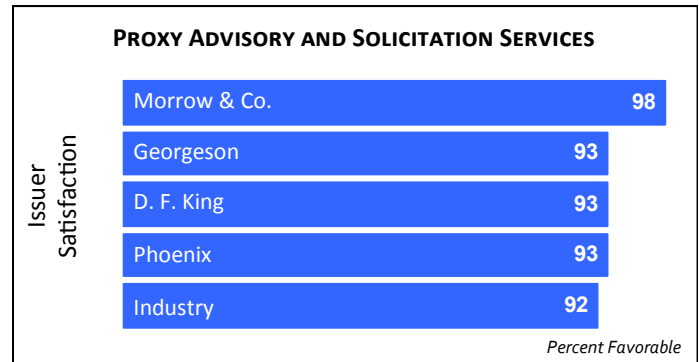 PROXY ADVISORY AND SOLICITATION SERVICES
Issuer
Satisfaction
Morrow & Co. 98
Georgeson 93
D. F. King 93
Phoenix 93
Industry 92
Percent Favorable